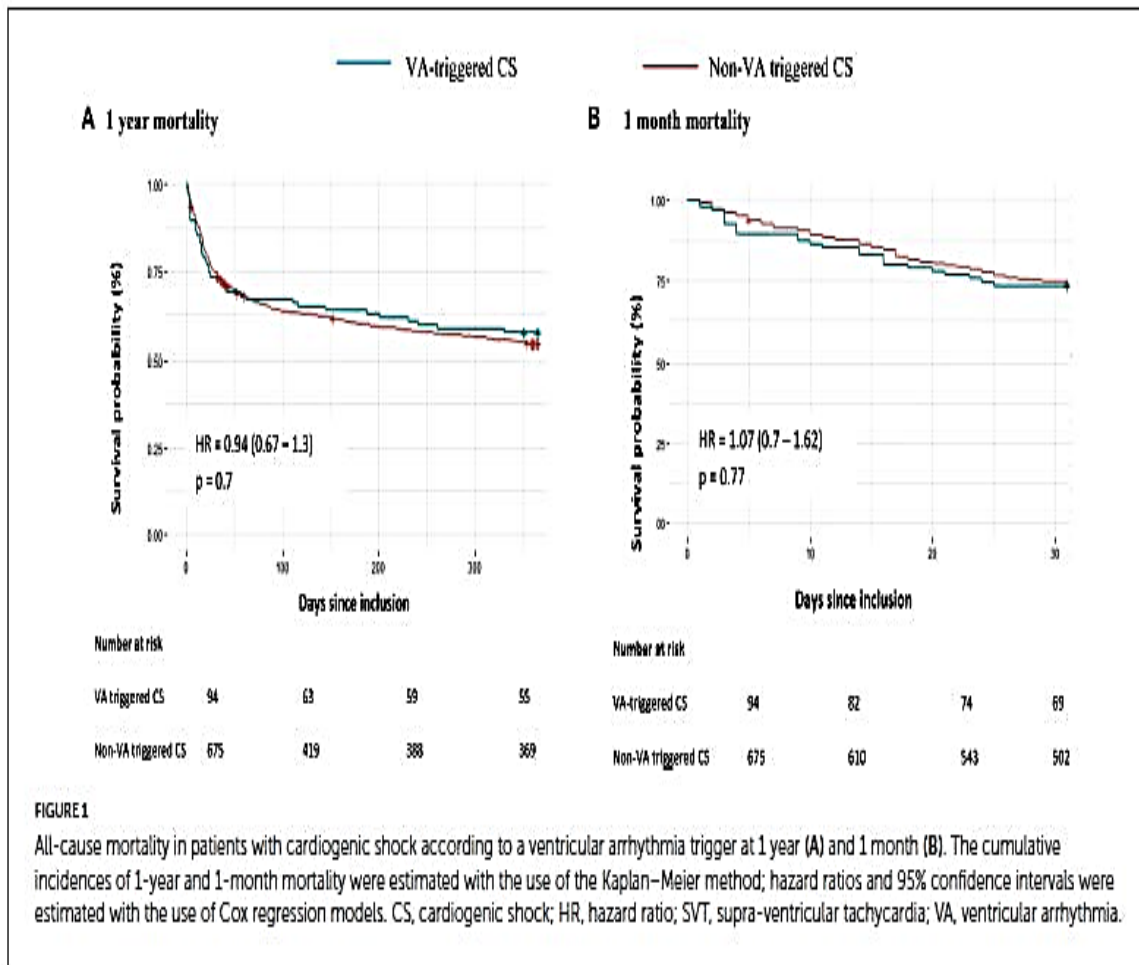 VA-triggered CS
Non-VA triggered CS
A 1 year mortality
B 1 month mortality
Survival probability (%)
1.00
0.75
0.50
0.25
0.00
HR = 0.94 (0.67 – 1.3)
p = 0.7
0
100
200
300
Days since inclusion
Survival probability (%)
1.00
75
50
25
00
HR = 1.07 (0.7 – 1.62)
p = 0.77
0
10
20
30
Days since inclusion
Number at risk
VA triggered CS 94 63 59 55
Non-VA triggered CS 675 419 388 369
Number at risk
VA-triggered CS 94 82 74 69
Non-VA triggered CS 675 610 543 502
FIGURE 1
All-cause mortality in patients with cardiogenic shock according to a ventricular arrhythmia trigger at 1 year (A) and 1 month (B). The cumulative
incidences of 1-year and 1-month mortality were estimated with the use of the Kaplan–Meier method; hazard ratios and 95% confidence intervals were
estimated with the use of Cox regression models. CS, cardiogenic shock; HR, hazard ratio; SVT, supra-ventricular tachycardia; VA, ventricular arrhythmia.